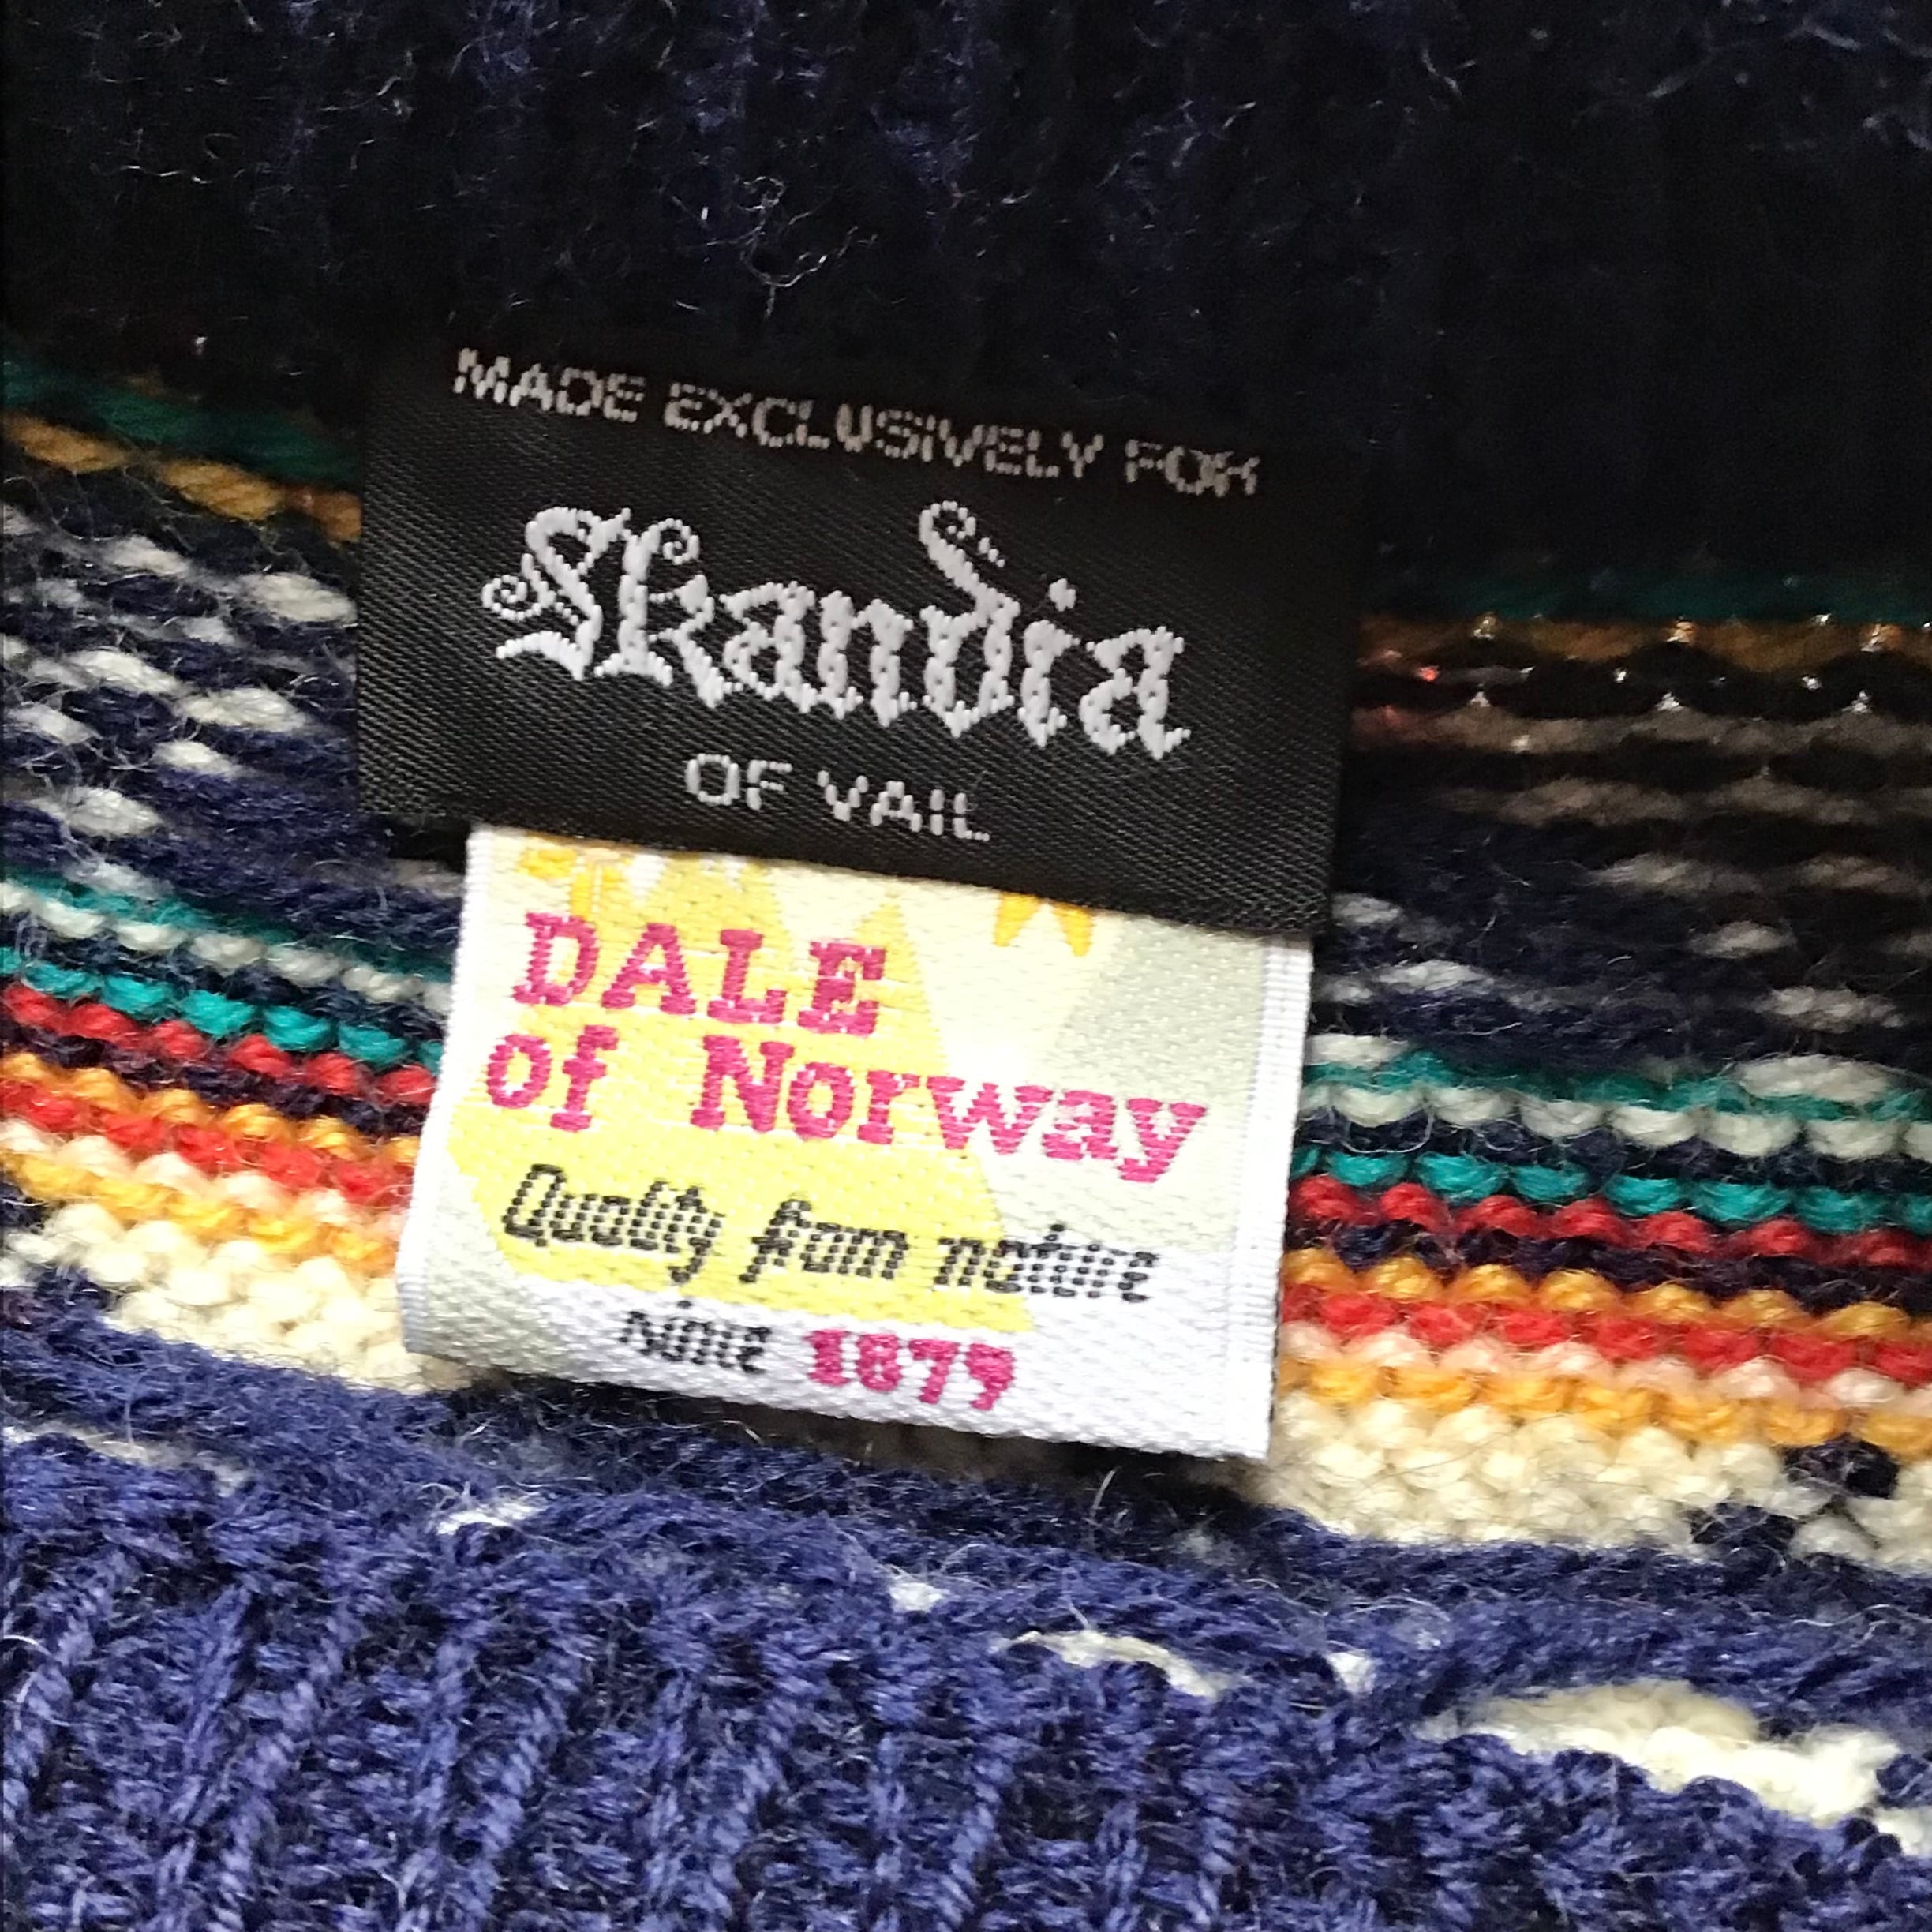 MADE EXCLUSIVELY FOR
Skandia
OF VAIL
DALE
of Norway
Quality from nature
since 1879